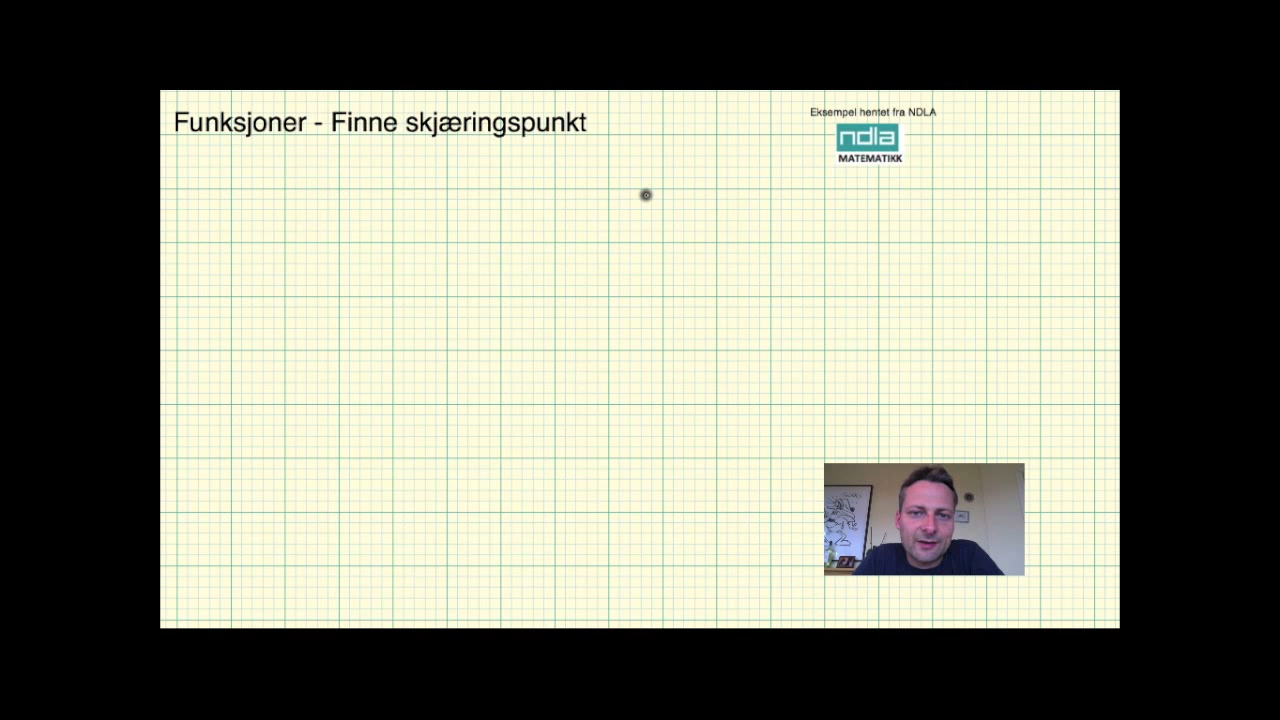 Funksjoner - Finne skjæringspunkt
Eksempel hentet fra NDLA
ndla
MATEMATIKK